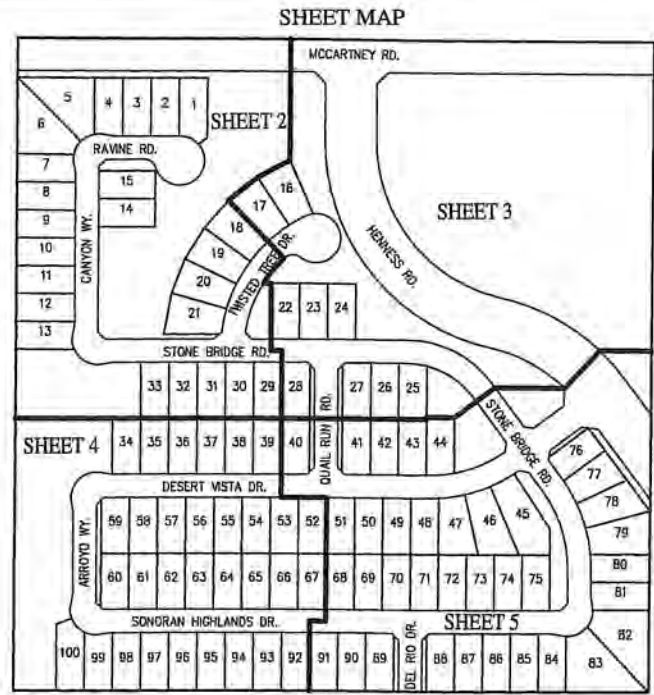 SHEET MAP
MCCARTNEY RD.
5 4 3 2 1
SHEET 2
6
RAVINE RD.
7
15
16
8
14
17
SHEET 3
9
18
10
CANYON WY.
19
TWISTED TREE DR.
HENNESS RD.
11
20
12
21
22 23 24
13
STONE BRIDGE RD.
33 32 31 30 29 28
27 26 25
QUAIL RUN RD.
STONE BRIDGE RD.
SHEET 4
34 35 36 37 38 39 40
41 42 43 44
76
77
DESERT VISTA DR.
78
59 58 57 56 55 54 53 52 51 50 49 48 47 46 45
79
ARROYO WY.
80
60 61 62 63 64 65 66 67 68 69 70 71 72 73 74 75
81
SONORAN HIGHLANDS DR.
SHEET 5
82
DEL RIO DR.
100 99 98 97 96 95 94 93 92 91 90 89
88 87 86 85 84 83